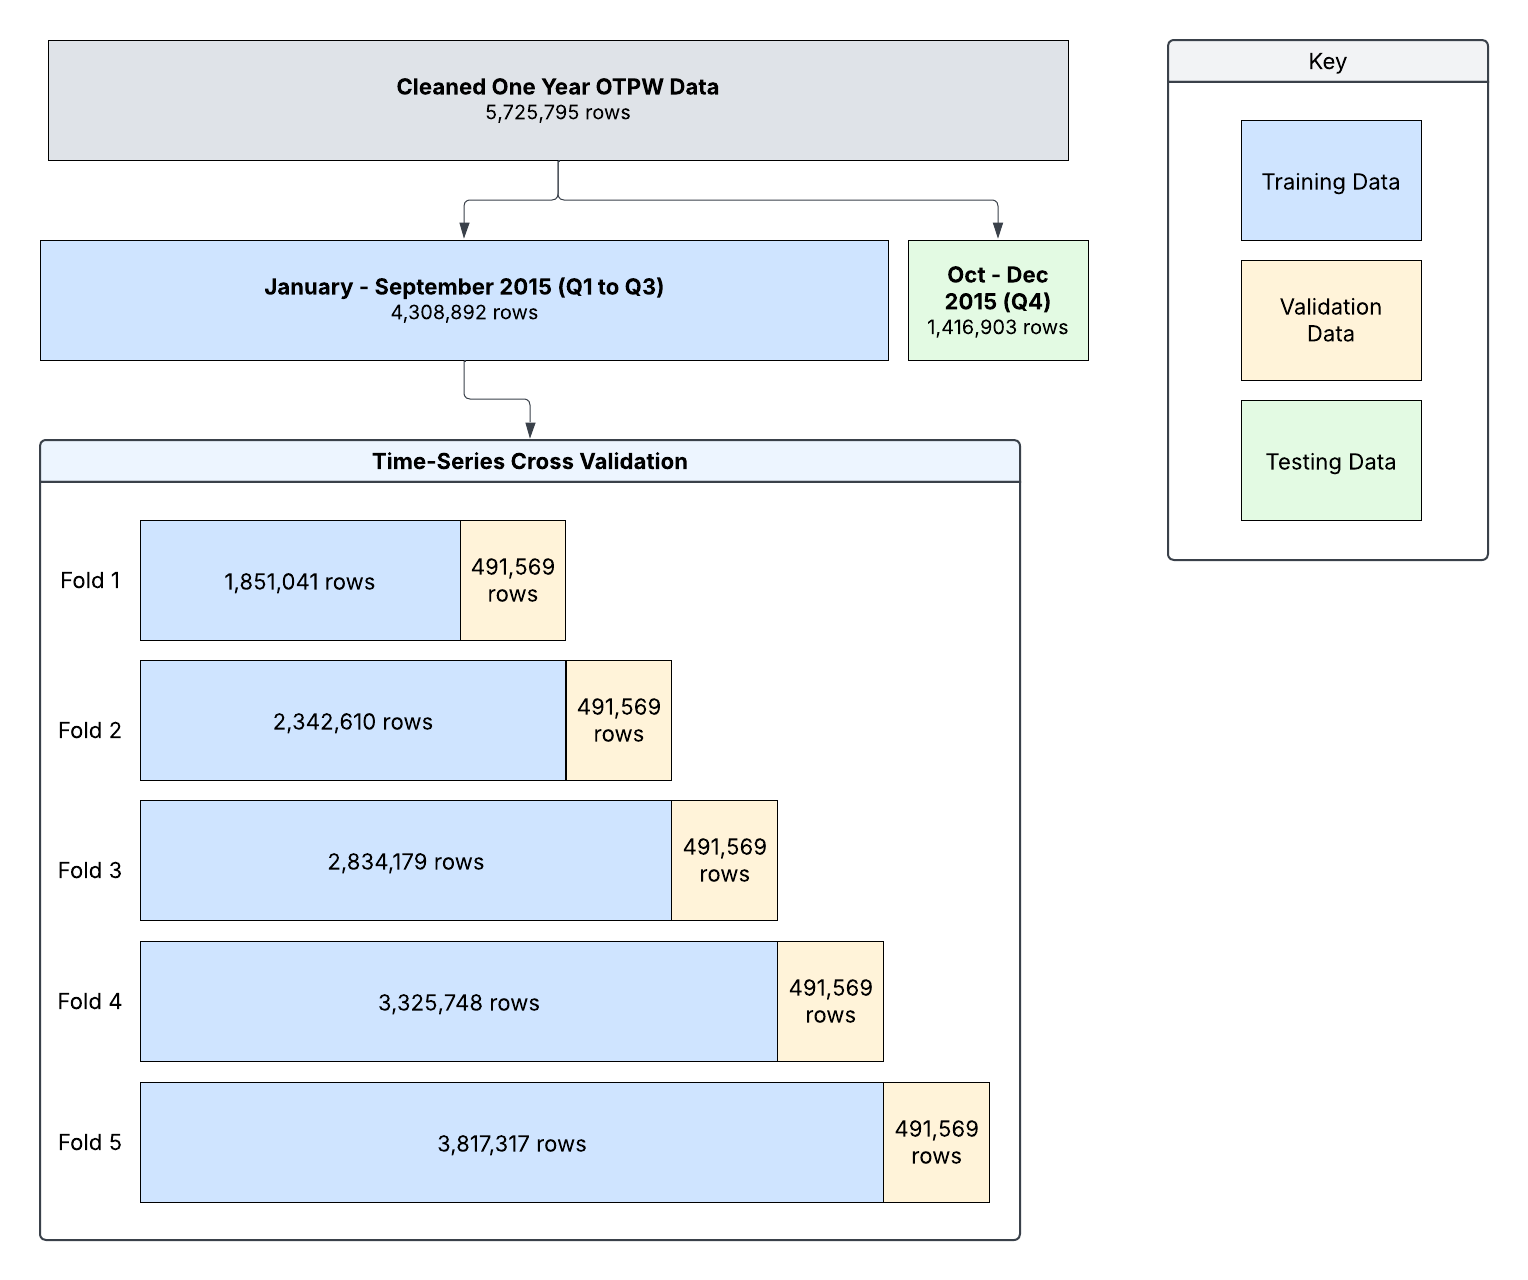 Cleaned One Year OTPW Data
5,725,795 rows
January - September 2015 (Q1 to Q3)
4,308,892 rows
Oct - Dec
2015 (Q4)
1,416,903 rows
Time-Series Cross Validation
Fold 1
1,851,041 rows
491,569
rows
Fold 2
2,342,610 rows
491,569
rows
Fold 3
2,834,179 rows
491,569
rows
Fold 4
3,325,748 rows
491,569
rows
Fold 5
3,817,317 rows
491,569
rows
Key
Training Data
Validation
Data
Testing Data